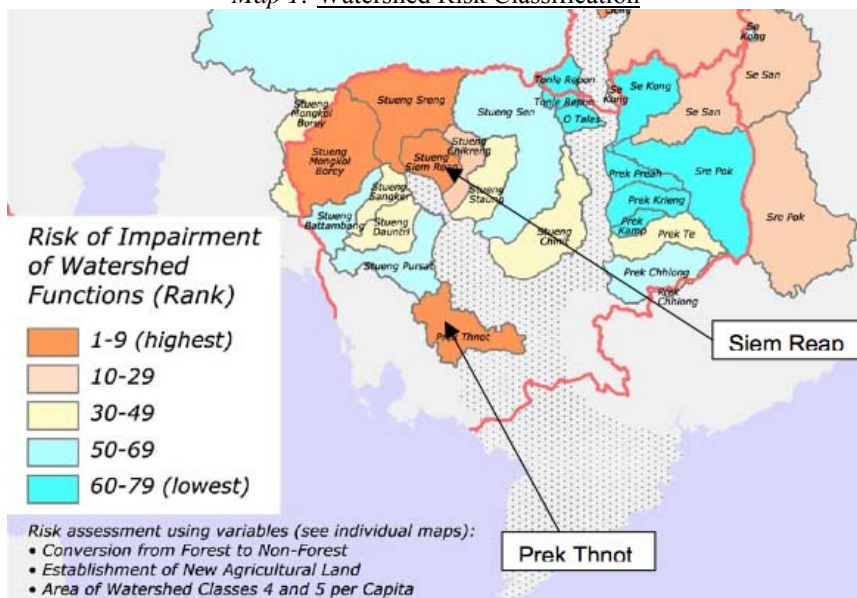 Map 1: Watershed Risk Classification
Kong
Se
Kong
Se San
Tonle Repon
Se Kong
Stueng Sreng
Stueng Sen
Tonle Repon
Se
Kong
Se San
Stueng
Mongkol
Borey
O Talas
Stueng
Chikreng
Stueng
Mongkol
Borey
Stueng
Siem Reap
Sre Pok
Prek Preah
Stueng
Sangker
Stueng
Staung
Prek Krieng
Sre Pok
Stueng
Battambang
Stueng
Dauntri
Prek
Kamp
Stueng Chinit
Prek Te
Stueng Pursat
Prek Chhlong
Prek
Chhlong
Prek Thnot
Risk of Impairment
of Watershed
Functions (Rank)
1-9 (highest)
10-29
30-49
50-69
60-79 (lowest)
Siem Reap
Prek Thnot
Risk assessment using variables (see individual maps):
• Conversion from Forest to Non-Forest
• Establishment of New Agricultural Land
• Area of Watershed Classes 4 and 5 per Capita